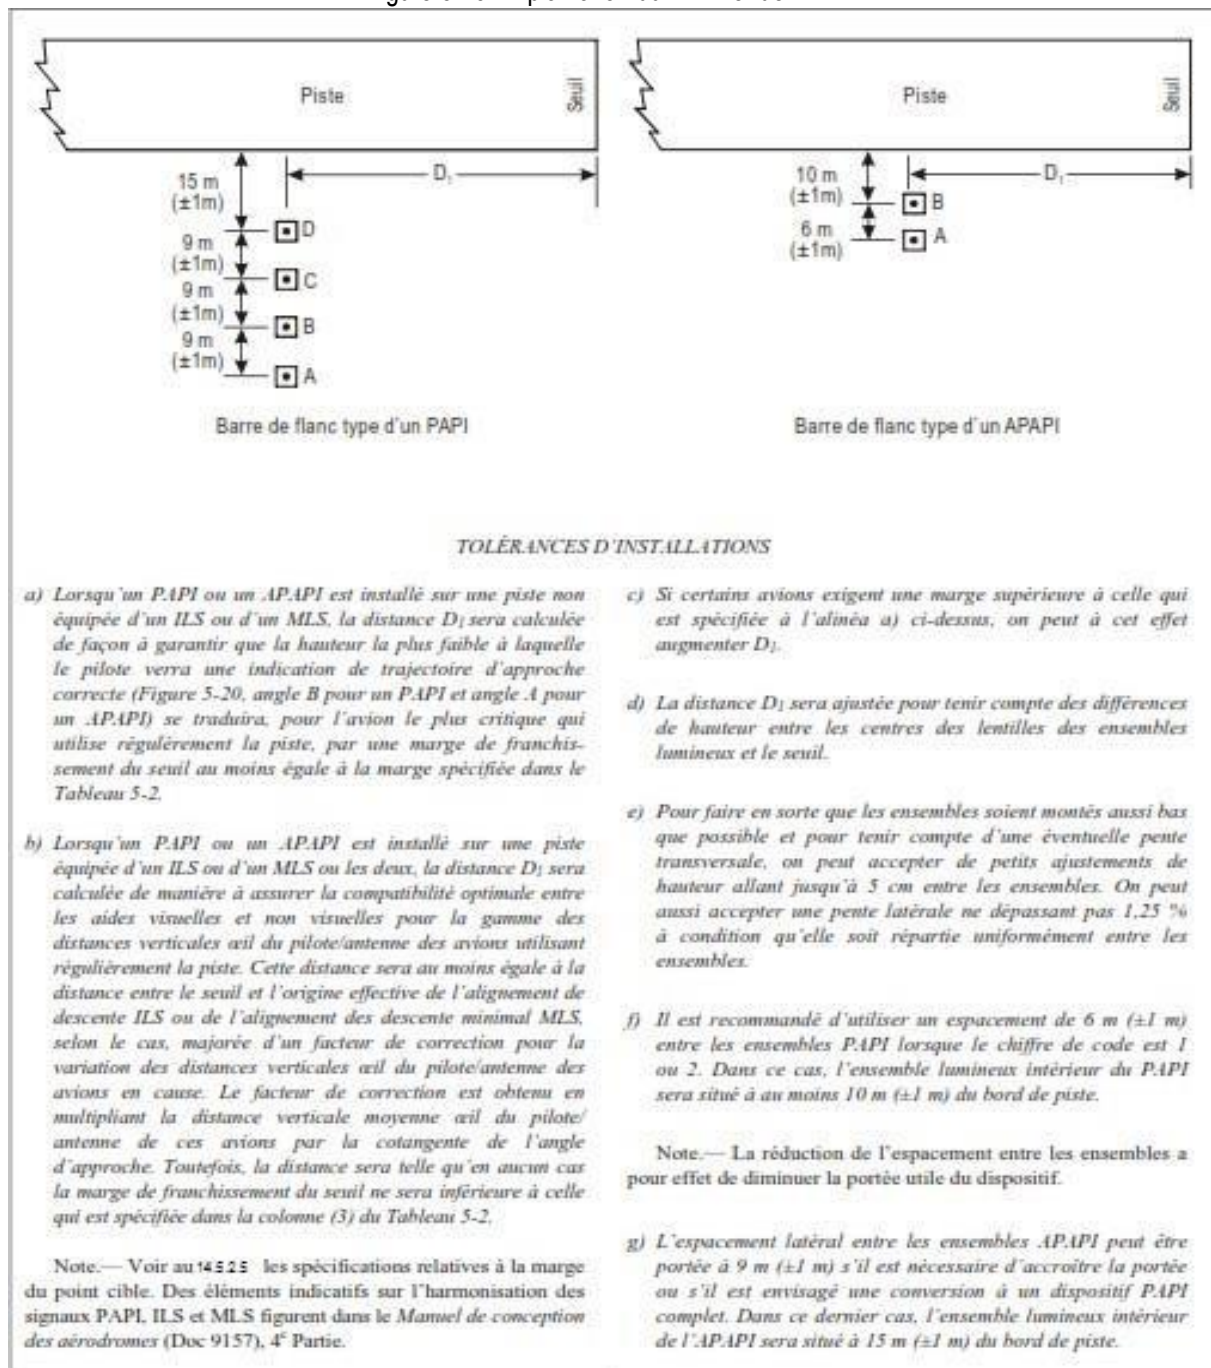 Piste
Seuil
D₁
15 m
(±1m)
D
9 m
(±1m)
C
9 m
(±1m)
B
9 m
(±1m)
A
Barre de flanc type d'un PAPI
Piste
Seuil
D₁
10 m
(±1m)
B
6 m
(±1m)
A
Barre de flanc type d'un APAPI
TOLÉRANCES D'INSTALLATIONS
a) Lorsqu'un PAPI ou un APAPI est installé sur une piste non
équipée d'un ILS ou d'un MLS, la distance D₁ sera calculée
de façon à garantir que la hauteur la plus faible à laquelle
le pilote verra une indication de trajectoire d'approche
correcte (Figure 5-20, angle B pour un PAPI et angle A pour
un APAPI) se traduira, pour l'avion le plus critique qui
utilise régulèrement la piste, par une marge de franchis-
sement du seuil au moins égale à la marge spécifiée dans le
Tableau 5-2.
b) Lorsqu'un PAPI ou un APAPI est installé sur une piste
équipée d'un ILS ou d'un MLS ou les deux, la distance D₁ sera
calculée de manière à assurer la compatibilité optimale entre
les aides visuelles et non visuelles pour la gamme des
distances verticales œil du pilote/antenne des avions utilisant
régulièrement la piste. Cette distance sera au moins égale à la
distance entre le seuil et l'origine effective de l'alignement de
descente ILS ou de l'alignement des descente minimal MLS,
selon le cas, majorée d'un facteur de correction pour la
variation des distances verticales œil du pilote/antenne des
avions en cause. Le facteur de correction est obtenu en
multipliant la distance verticale moyenne œil du pilote/
antenne de ces avions par la cotangente de l'angle
d'approche. Toutefois, la distance sera telle qu'en aucun cas
la marge de franchissement du seuil ne sera inférieure à celle
qui est spécifiée dans la colonne (3) du Tableau 5-2.
Note.— Voir au 14.5.2.5 les spécifications relatives à la marge
du point cible. Des éléments indicatifs sur l'harmonisation des
signaux PAPI, ILS et MLS figurent dans le Manuel de conception
des aérodromes (Doc 9157), 4ᵉ Partie.
c) Si certains avions exigent une marge supérieure à celle qui
est spécifiée à l'alinéa a) ci-dessus, on peut à cet effet
augmenter D₁.
d) La distance D₁ sera ajustée pour tenir compte des différences
de hauteur entre les centres des lentilles des ensembles
lumineux et le seuil.
e) Pour faire en sorte que les ensembles soient montés aussi bas
que possible et pour tenir compte d'une éventuelle pente
transversale, on peut accepter de petits ajustements de
hauteur allant jusqu'à 5 cm entre les ensembles. On peut
aussi accepter une pente latérale ne dépassant pas 1,25 %
à condition qu'elle soit répartie uniformément entre les
ensembles.
f) Il est recommandé d'utiliser un espacement de 6 m (±1 m)
entre les ensembles PAPI lorsque le chiffre de code est 1
ou 2. Dans ce cas, l'ensemble lumineux intérieur du PAPI
sera situé à au moins 10 m (±1 m) du bord de piste.
Note.— La réduction de l'espacement entre les ensembles a
pour effet de diminuer la portée utile du dispositif.
g) L'espacement latéral entre les ensembles APAPI peut être
portée à 9 m (±1 m) s'il est nécessaire d'accroître la portée
ou s'il est envisagé une conversion à un dispositif PAPI
complet. Dans ce dernier cas, l'ensemble lumineux intérieur
de l'APAPI sera situé à 15 m (±1 m) du bord de piste.